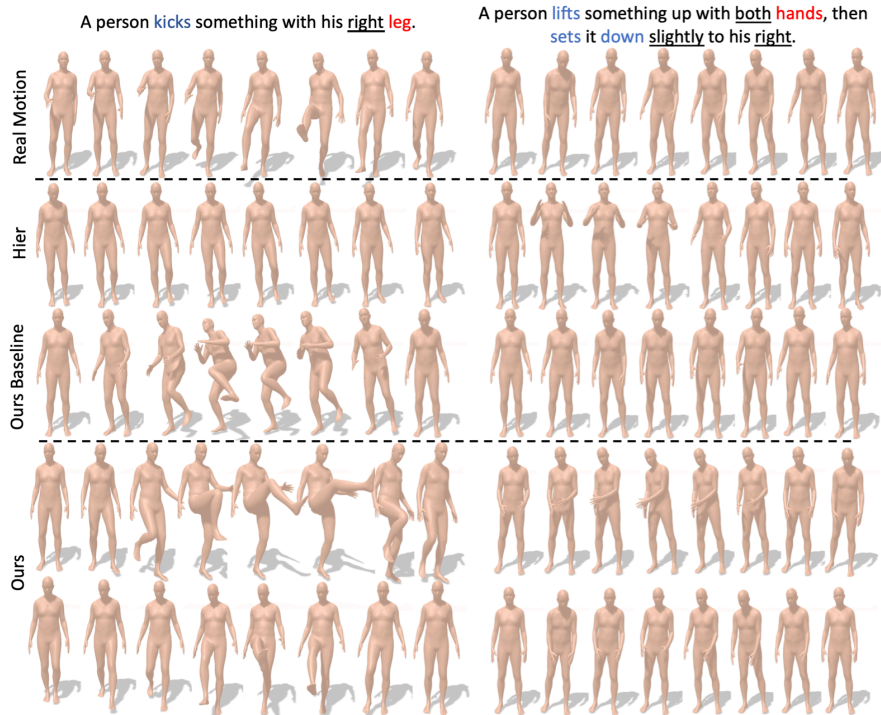 A person kicks something with his right leg.
A person lifts something up with both hands, then
sets it down slightly to his right.
Real Motion
Hier
Ours Baseline
Ours